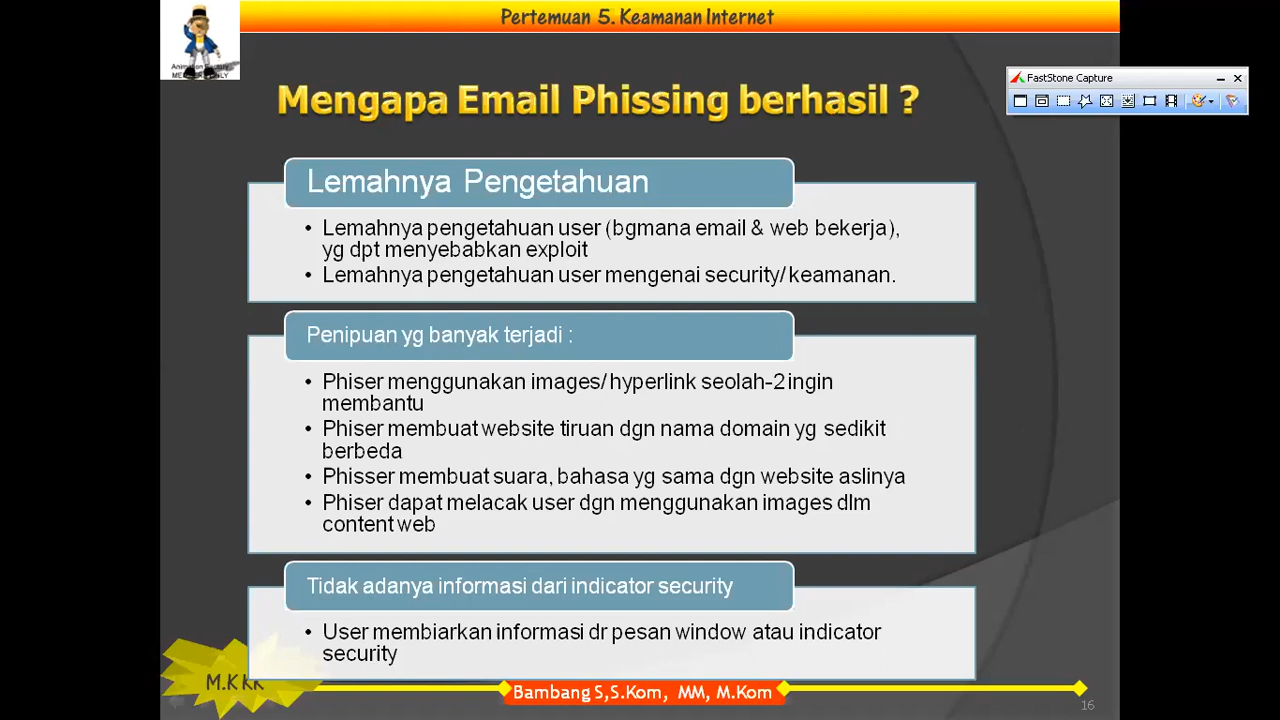 Pertemuan 5. Keamanan Internet
Mengapa Email Phissing berhasil ?
FastStone Capture
Lemahnya Pengetahuan
• Lemahnya pengetahuan user (bgmana email & web bekerja),
yg dpt menyebabkan exploit
• Lemahnya pengetahuan user mengenai security/keamanan.
Penipuan yg banyak terjadi :
• Phiser menggunakan images/hyperlink seolah-2 ingin
membantu
• Phiser membuat website tiruan dgn nama domain yg sedikit
berbeda
• Phisser membuat suara, bahasa yg sama dgn website aslinya
• Phiser dapat melacak user dgn menggunakan images dlm
content web
Tidak adanya informasi dari indicator security
• User membiarkan informasi dr pesan window atau indicator
security
M.KKK
Bambang S,S.Kom, MM, M.Kom
16